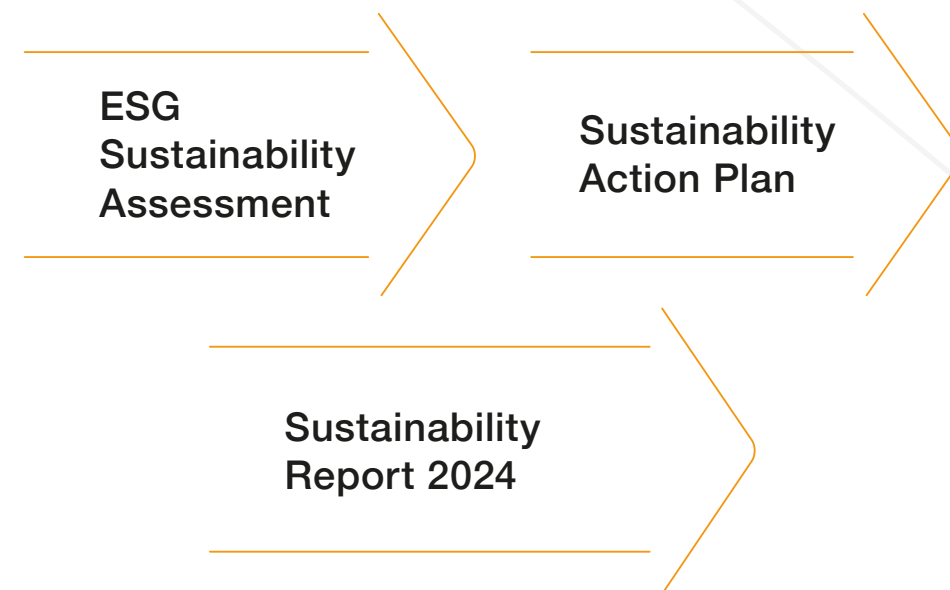 ESG
Sustainability
Assessment
Sustainability
Action Plan
Sustainability
Report 2024